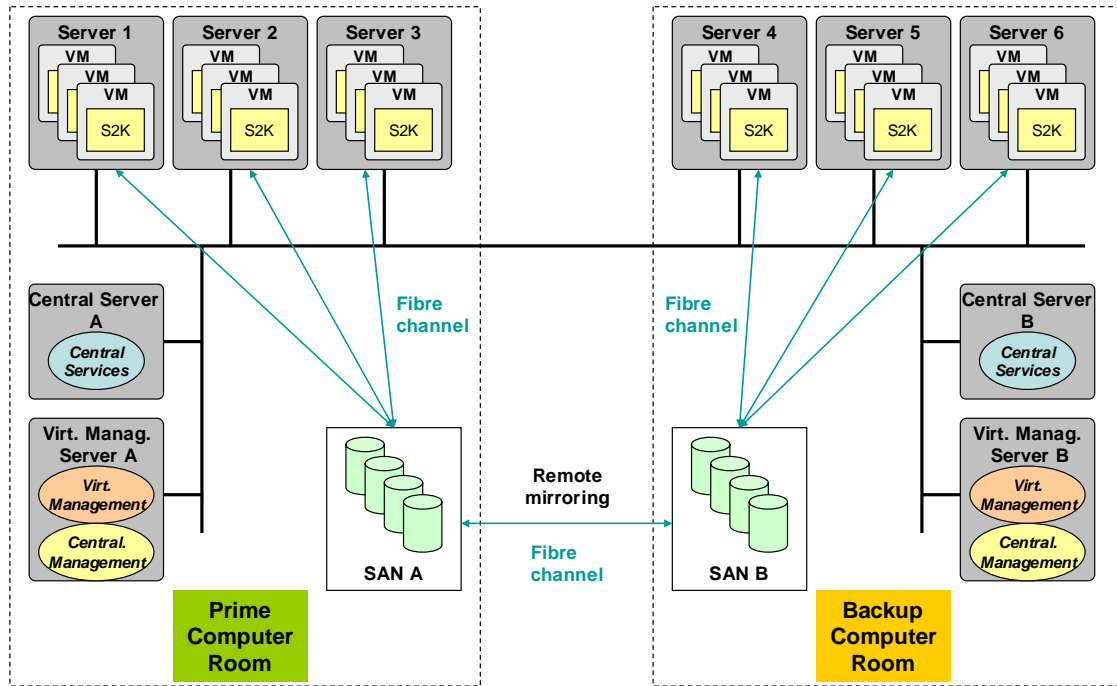 Server 1
VM
VM
VM
S2K
Server 2
VM
VM
VM
S2K
Server 3
VM
VM
VM
S2K
Server 4
VM
VM
VM
S2K
Server 5
VM
VM
VM
S2K
Server 6
VM
VM
VM
S2K
Central Server
A
Central
Services
Fibre
channel
Fibre
channel
Central Server
B
Central
Services
Virt. Manag.
Server A
Virt.
Management
Central.
Management
SAN A
Remote
mirroring
Fibre
channel
SAN B
Virt. Manag.
Server B
Virt.
Management
Central.
Management
Prime
Computer
Room
Backup
Computer
Room